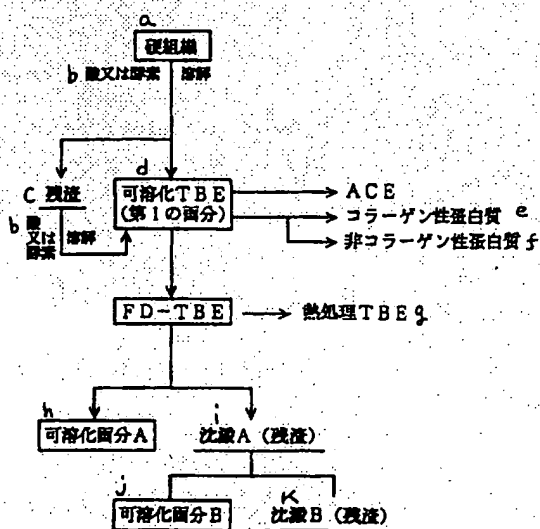 a
硬組織
b 酸又は酵素 溶解
d
C 残渣
可溶化TBE
(第1の画分)
ACE
コラーゲン性蛋白質 e
非コラーゲン性蛋白質 f
b 酸又は酵素 溶解
FD-TBE
熱処理TBE g
h
可溶化画分A
i
沈澱A (残渣)
j
可溶化画分B
K
沈澱B (残渣)